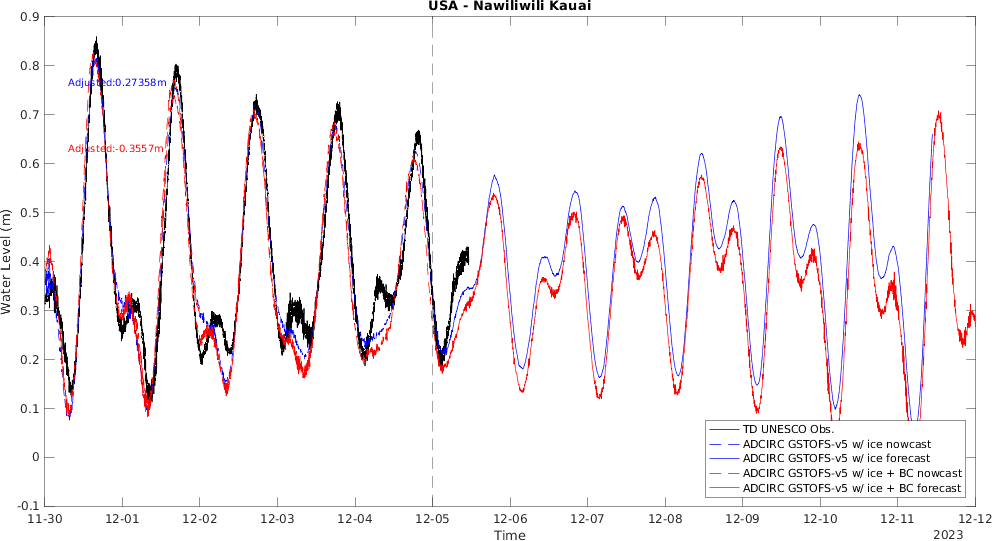 USA - Nawiliwili Kauai
0.9
0.8
0.7
0.6
0.5
0.4
0.3
0.2
0.1
0
-0.1
Water Level (m)
Adjusted:0.27358m
Adjusted:-0.3557m
TD UNESCO Obs.
ADCIRC GSTOFS-v5 w/ ice nowcast
ADCIRC GSTOFS-v5 w/ ice forecast
ADCIRC GSTOFS-v5 w/ ice + BC nowcast
ADCIRC GSTOFS-v5 w/ ice + BC forecast
11-30 12-01 12-02 12-03 12-04 12-05 12-06 12-07 12-08 12-09 12-10 12-11 12-12
Time
2023